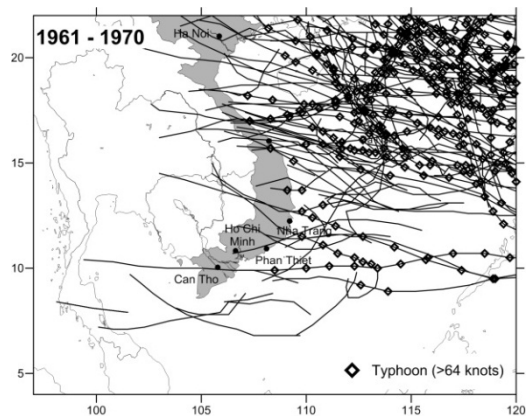 1961 - 1970
Ha Noi
20
15
10
5
Ho Chi
Minh
Nha Trang
Phan Thiet
Can Tho
Typhoon (>64 knots)
100
105
110
115
120